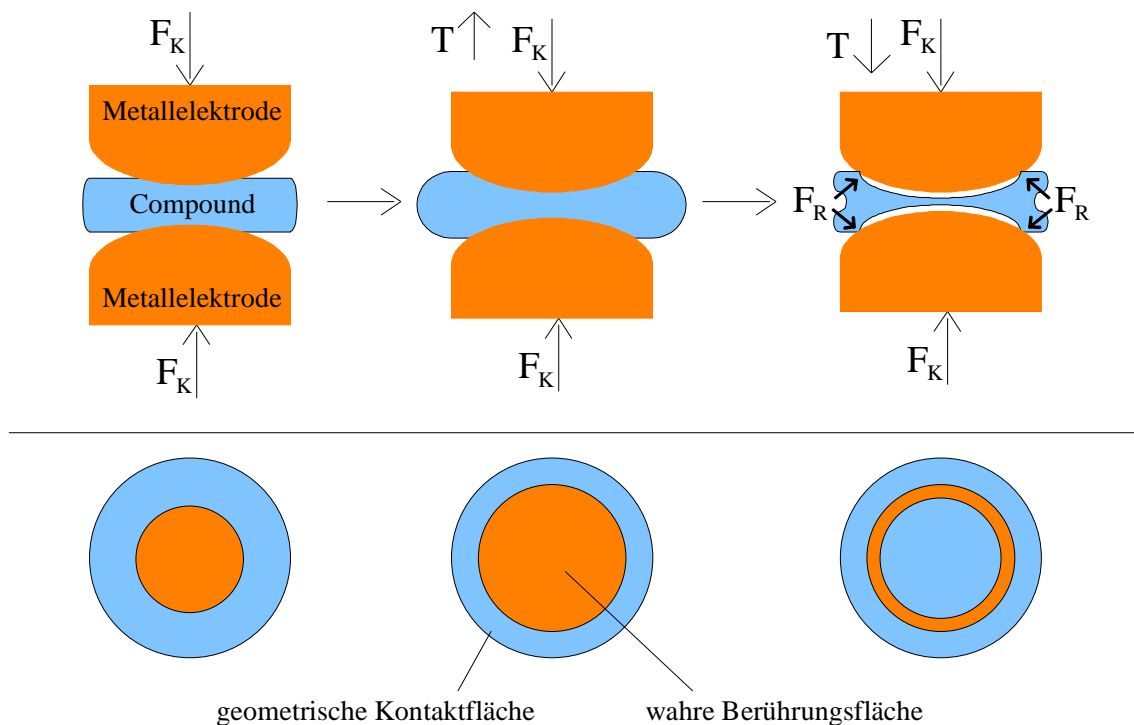 F_K
T F_K
T F_K
Metallelektrode
Compound
F_R F_R
Metallelektrode
F_K
F_K
F_K
geometrische Kontaktfläche
wahre Berührungsfläche